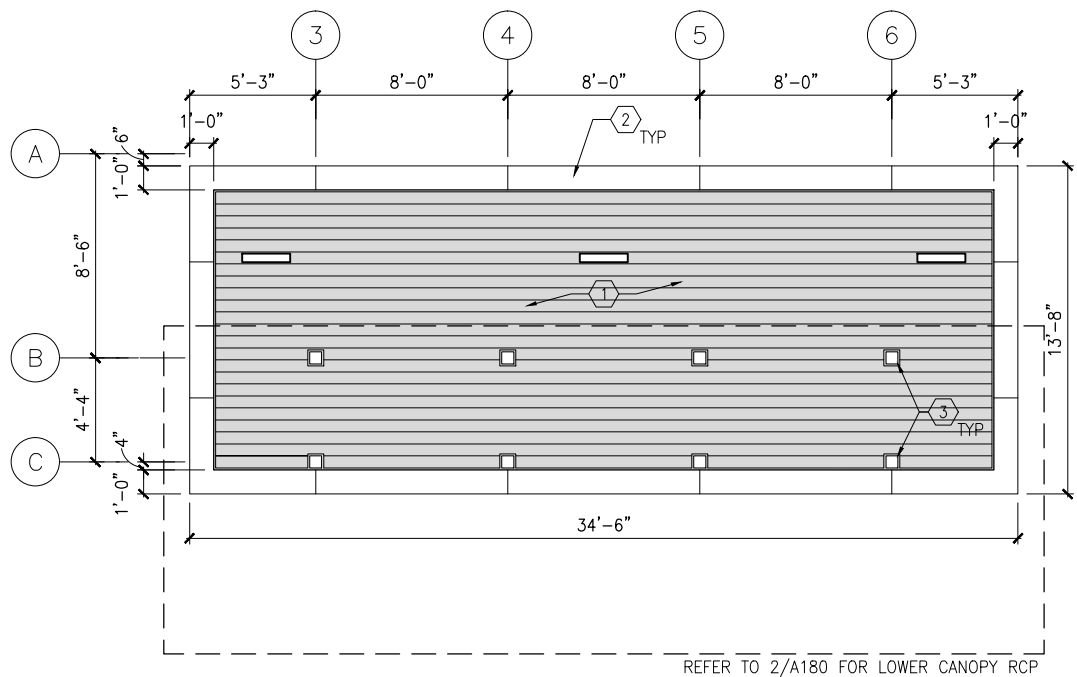 3 4 5 6
5'-3" 8'-0" 8'-0" 8'-0" 5'-3"
1'-0" 2 TYP 1'-0"
A 6"
1'-0"
8'-6"
1
13'-8"
B
4'-4"
3 TYP
C 4"
1'-0"
34'-6"
REFER TO 2/A180 FOR LOWER CANOPY RCP